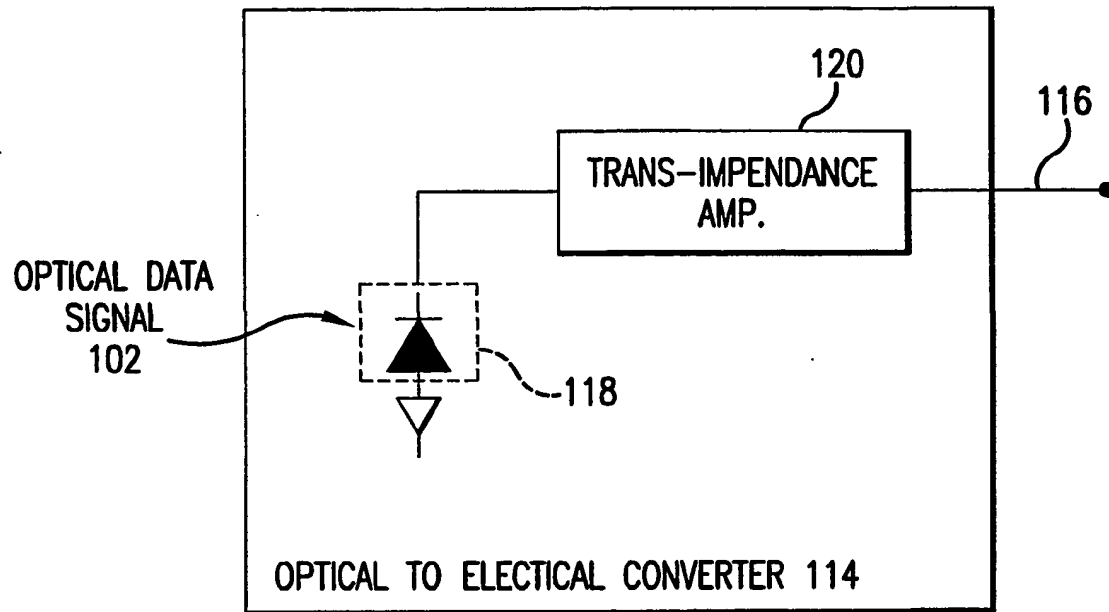 120
116
TRANS-IMPENDANCE
AMP.
OPTICAL DATA
SIGNAL
102
118
OPTICAL TO ELECTICAL CONVERTER 114